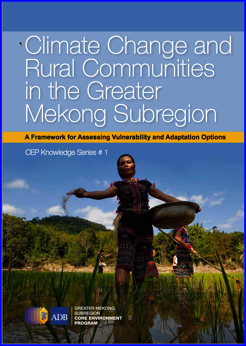 Climate Change and
Rural Communities
in the Greater
Mekong Subregion
A Framework for Assessing Vulnerability and Adaptation Options
CEP Knowledge Series # 1
ADB
GREATER MEKONG
SUBREGION
CORE ENVIRONMENT
PROGRAM